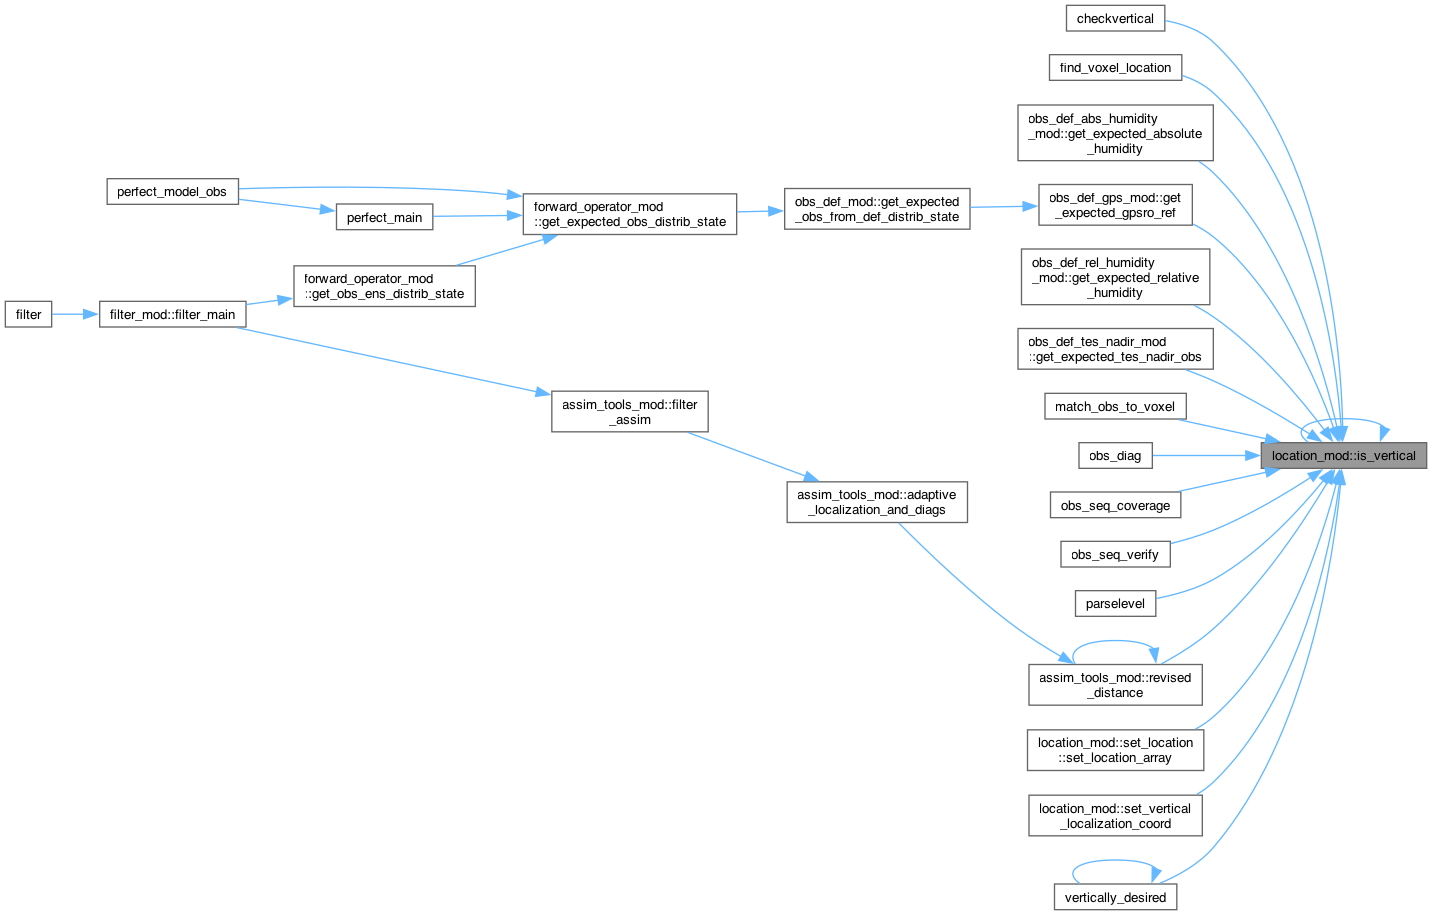 checkvertical
find_voxel_location
obs_def_abs_humidity
_mod::get_expected_absolute
_humidity
perfect_model_obs
perfect_main
forward_operator_mod
::get_expected_obs_distrib_state
obs_def_mod::get_expected
_obs_from_def_distrib_state
obs_def_gps_mod::get
_expected_gpsro_ref
forward_operator_mod
::get_obs_ens_distrib_state
obs_def_rel_humidity
_mod::get_expected_relative
_humidity
filter
filter_mod::filter_main
obs_def_tes_nadir_mod
::get_expected_tes_nadir_obs
assim_tools_mod::filter
_assim
match_obs_to_voxel
obs_diag
location_mod::is_vertical
assim_tools_mod::adaptive
_localization_and_diags
obs_seq_coverage
obs_seq_verify
parselevel
assim_tools_mod::revised
_distance
location_mod::set_location
::set_location_array
location_mod::set_vertical
_localization_coord
vertically_desired